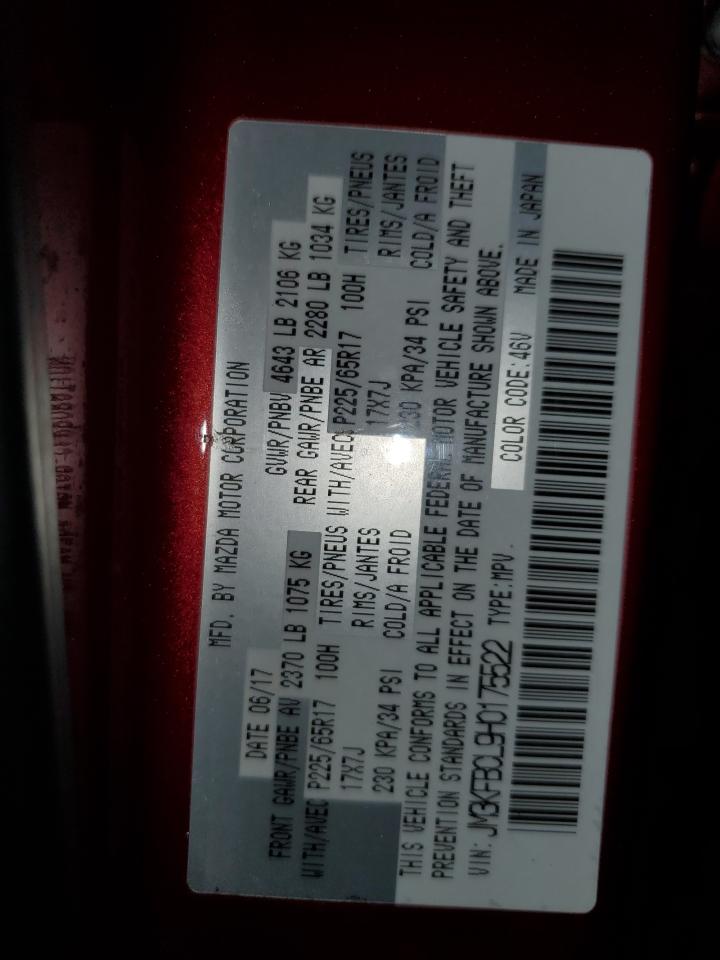 MFD. BY MAZDA MOTOR CORPORATION
DATE 06/17 GVWR/PNBV 4643 LB 2106 KG
FRONT GAWR/PNBE AV 2370 LB 1075 KG REAR GAWR/PNBE AR 2280 LB 1034 KG
WITH/AVEC P225/65R17 100H TIRES/PNEUS WITH/AVEC P225/65R17 100H TIRES/PNEUS
17X7J RIMS/JANTES 17X7J RIMS/JANTES
230 KPA/34 PSI COLD/A FROID 230 KPA/34 PSI COLD/A FROID
THIS VEHICLE CONFORMS TO ALL APPLICABLE FEDERAL MOTOR VEHICLE SAFETY AND THEFT
PREVENTION STANDARDS IN EFFECT ON THE DATE OF MANUFACTURE SHOWN ABOVE.
VIN: JM3KFBCL9H0175522 TYPE:MPV. COLOR CODE:46V MADE IN JAPAN